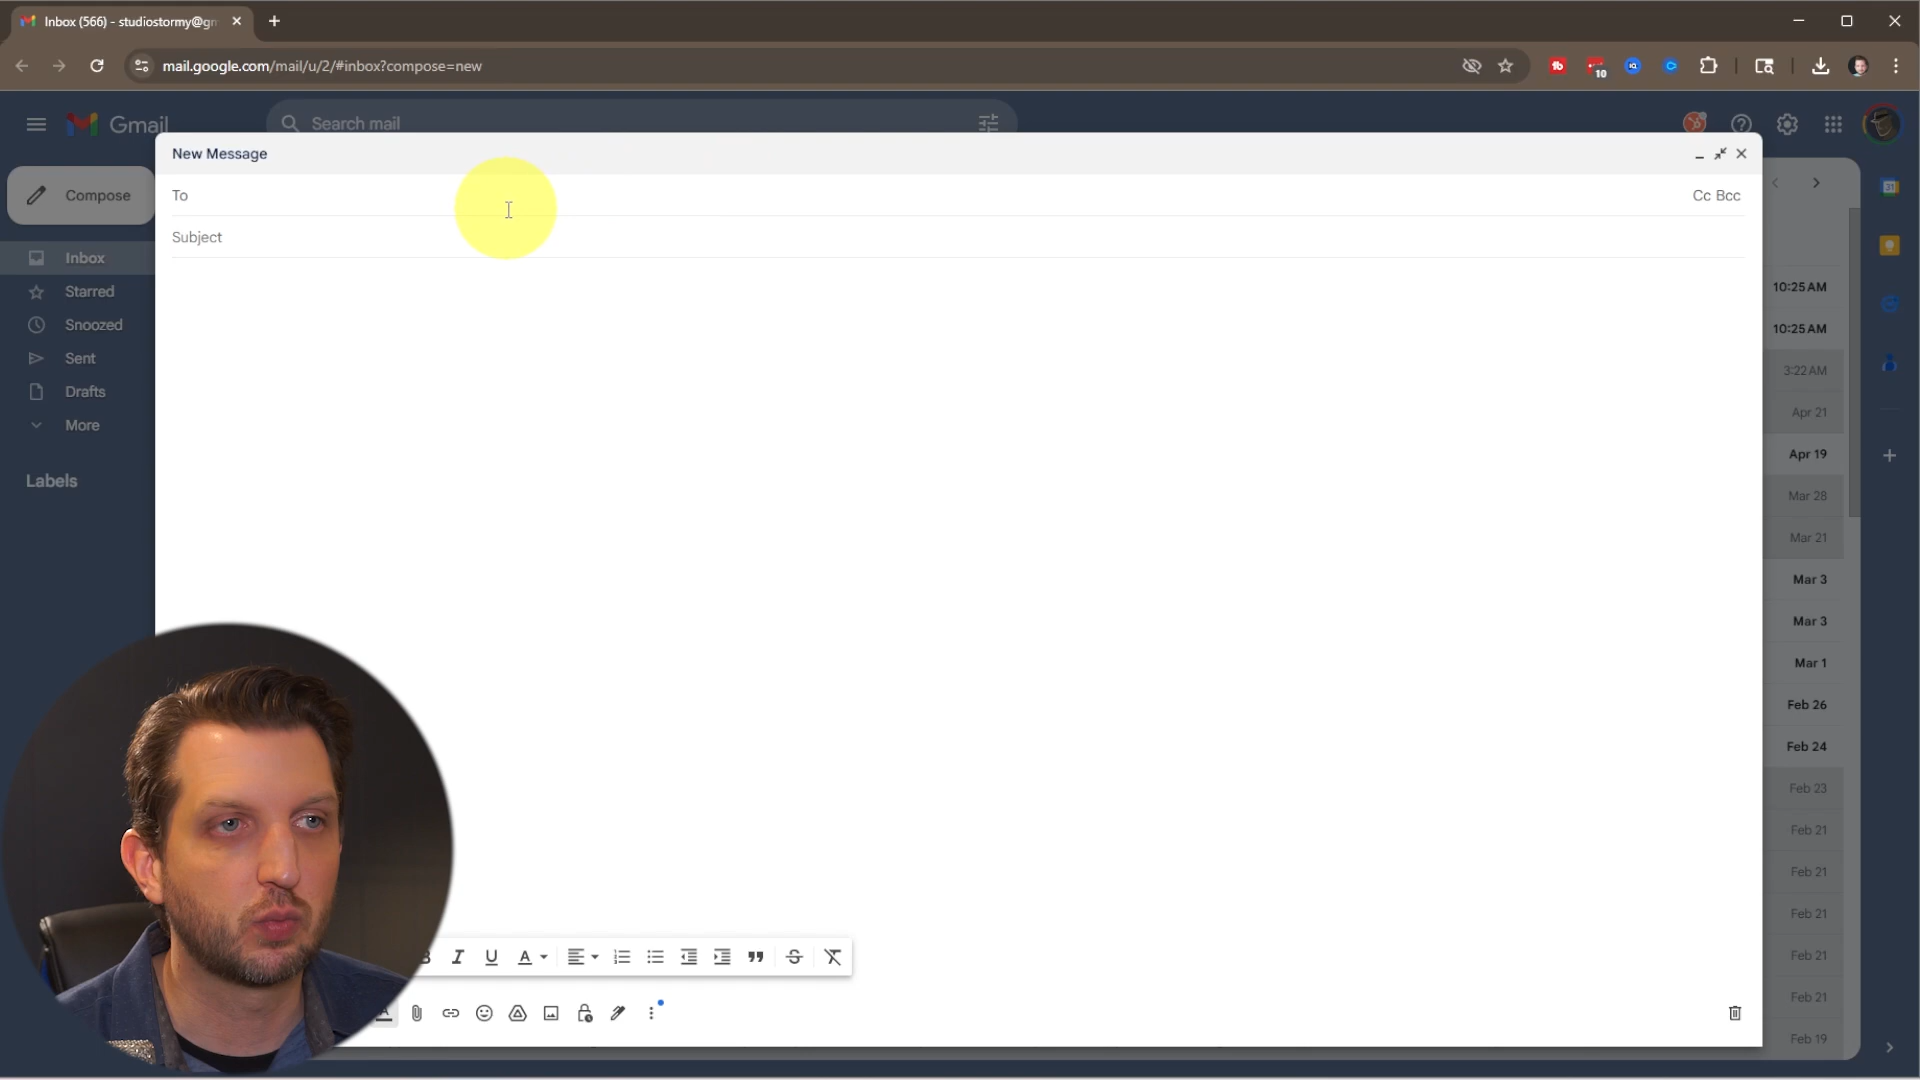 Inbox (566) - studiostormy@gm
mail.google.com/mail/u/2/#inbox?compose=new
10
Gmail
Search mail
New Message
Compose
To
Cc Bcc
Subject
Inbox
Starred
Snoozed
Sent
Drafts
More
Labels
31
10:25 AM
10:25 AM
3:22 AM
Apr 21
Apr 19
Mar 28
Mar 21
Mar 3
Mar 3
Mar 1
Feb 26
Feb 24
Feb 23
Feb 21
Feb 21
Feb 21
Feb 21
Feb 21
Feb 19